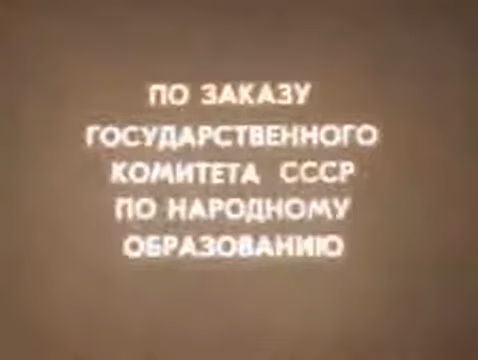 ПО ЗАКАЗУ
ГОСУДАРСТВЕННОГО
КОМИТЕТА СССР
ПО НАРОДНОМУ
ОБРАЗОВАНИЮ